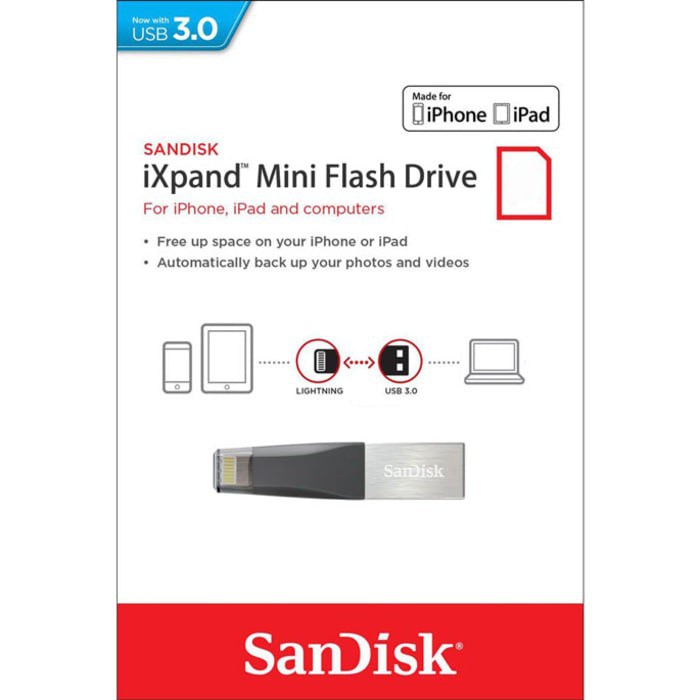 Now with
USB 3.0
Made for
iPhone iPad
SANDISK
iXpand™ Mini Flash Drive
For iPhone, iPad and computers
• Free up space on your iPhone or iPad
• Automatically back up your photos and videos
LIGHTNING USB 3.0
SanDisk
SanDisk®